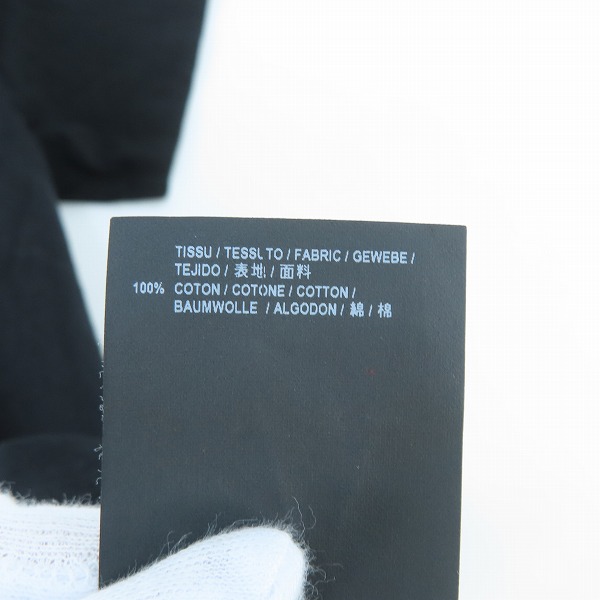 TISSU / TESSUTO / FABRIC / GEWEBE /
TEJIDO / 表地 / 面料
100% COTON / COTONE / COTTON /
BAUMWOLLE / ALGODON / 綿 / 棉